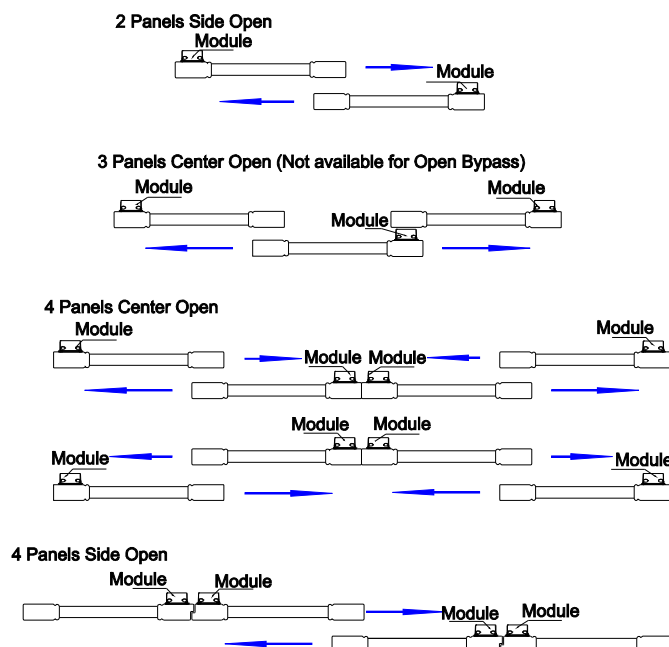 2 Panels Side Open
Module
Module
3 Panels Center Open (Not available for Open Bypass)
Module
Module
Module
4 Panels Center Open
Module
Module
Module Module
Module Module
Module
Module
4 Panels Side Open
Module Module
Module Module